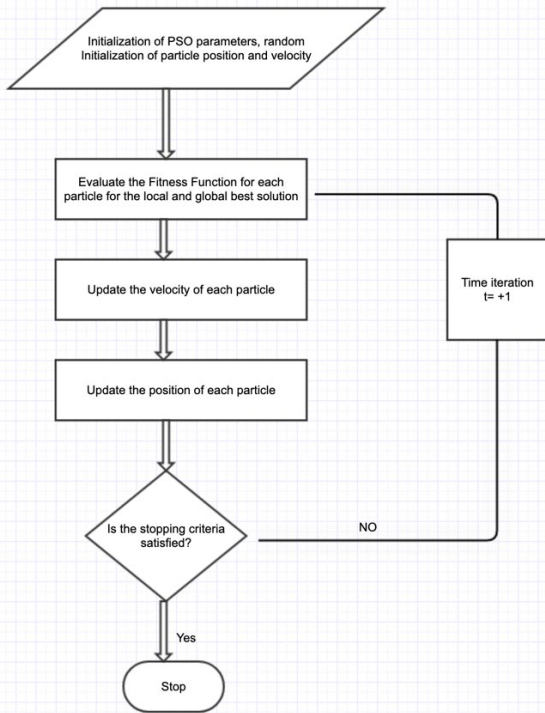 Initialization of PSO parameters, random
Initialization of particle position and velocity
Evaluate the Fitness Function for each
particle for the local and global best solution
Time iteration
t= +1
Update the velocity of each particle
Update the position of each particle
Is the stopping criteria
satisfied?
NO
Yes
Stop